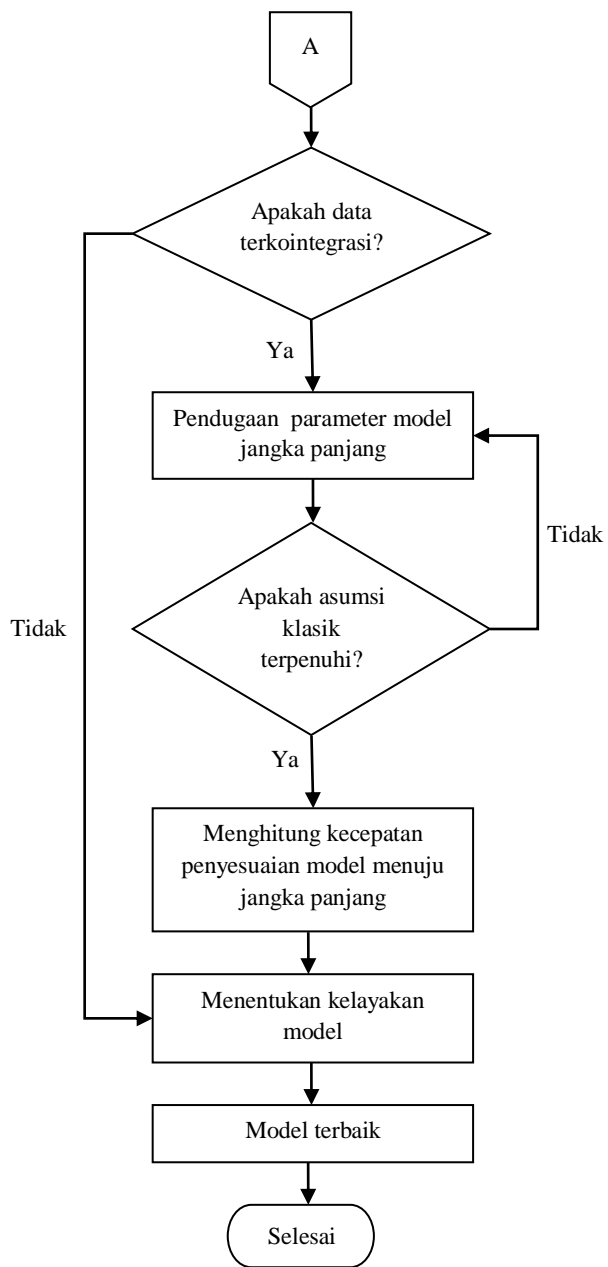 A
Apakah data
terkointegrasi?
Ya
Pendugaan parameter model
jangka panjang
Tidak
Apakah asumsi
klasik
terpenuhi?
Tidak
Ya
Menghitung kecepatan
penyesuaian model menuju
jangka panjang
Menentukan kelayakan
model
Model terbaik
Selesai